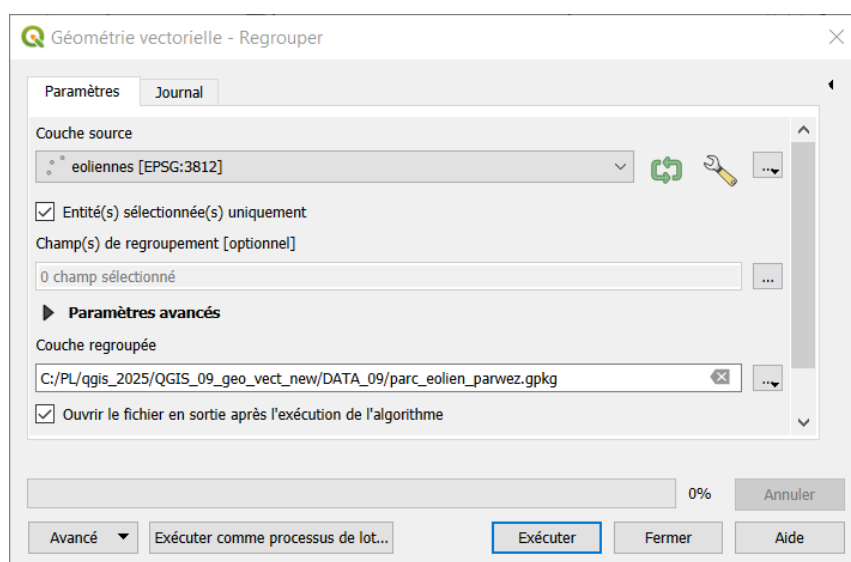 Géométrie vectorielle - Regrouper
Paramètres
Journal
Couche source
eoliennes [EPSG:3812]
...
Entité(s) sélectionnée(s) uniquement
Champ(s) de regroupement [optionnel]
0 champ sélectionné
...
Paramètres avancés
Couche regroupée
C:/PL/qgis_2025/QGIS_09_geo_vect_new/DATA_09/parc_eolien_parwez.gpkg
...
Ouvrir le fichier en sortie après l'exécution de l'algorithme
0%
Annuler
Avancé
Exécuter comme processus de lot...
Exécuter
Fermer
Aide